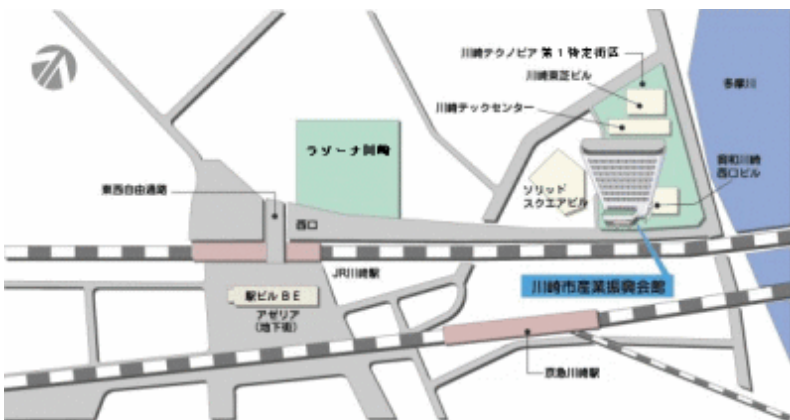 川崎テクノピア 第1特定街区
川崎東芝ビル
川崎テックセンター
多摩川
ラゾーナ川崎
興和川崎
西口ビル
ソリッド
スクエアビル
東西自由通路
西口
JR川崎駅
川崎市産業振興会館
駅ビルBE
アゼリア
(地下街)
京急川崎駅